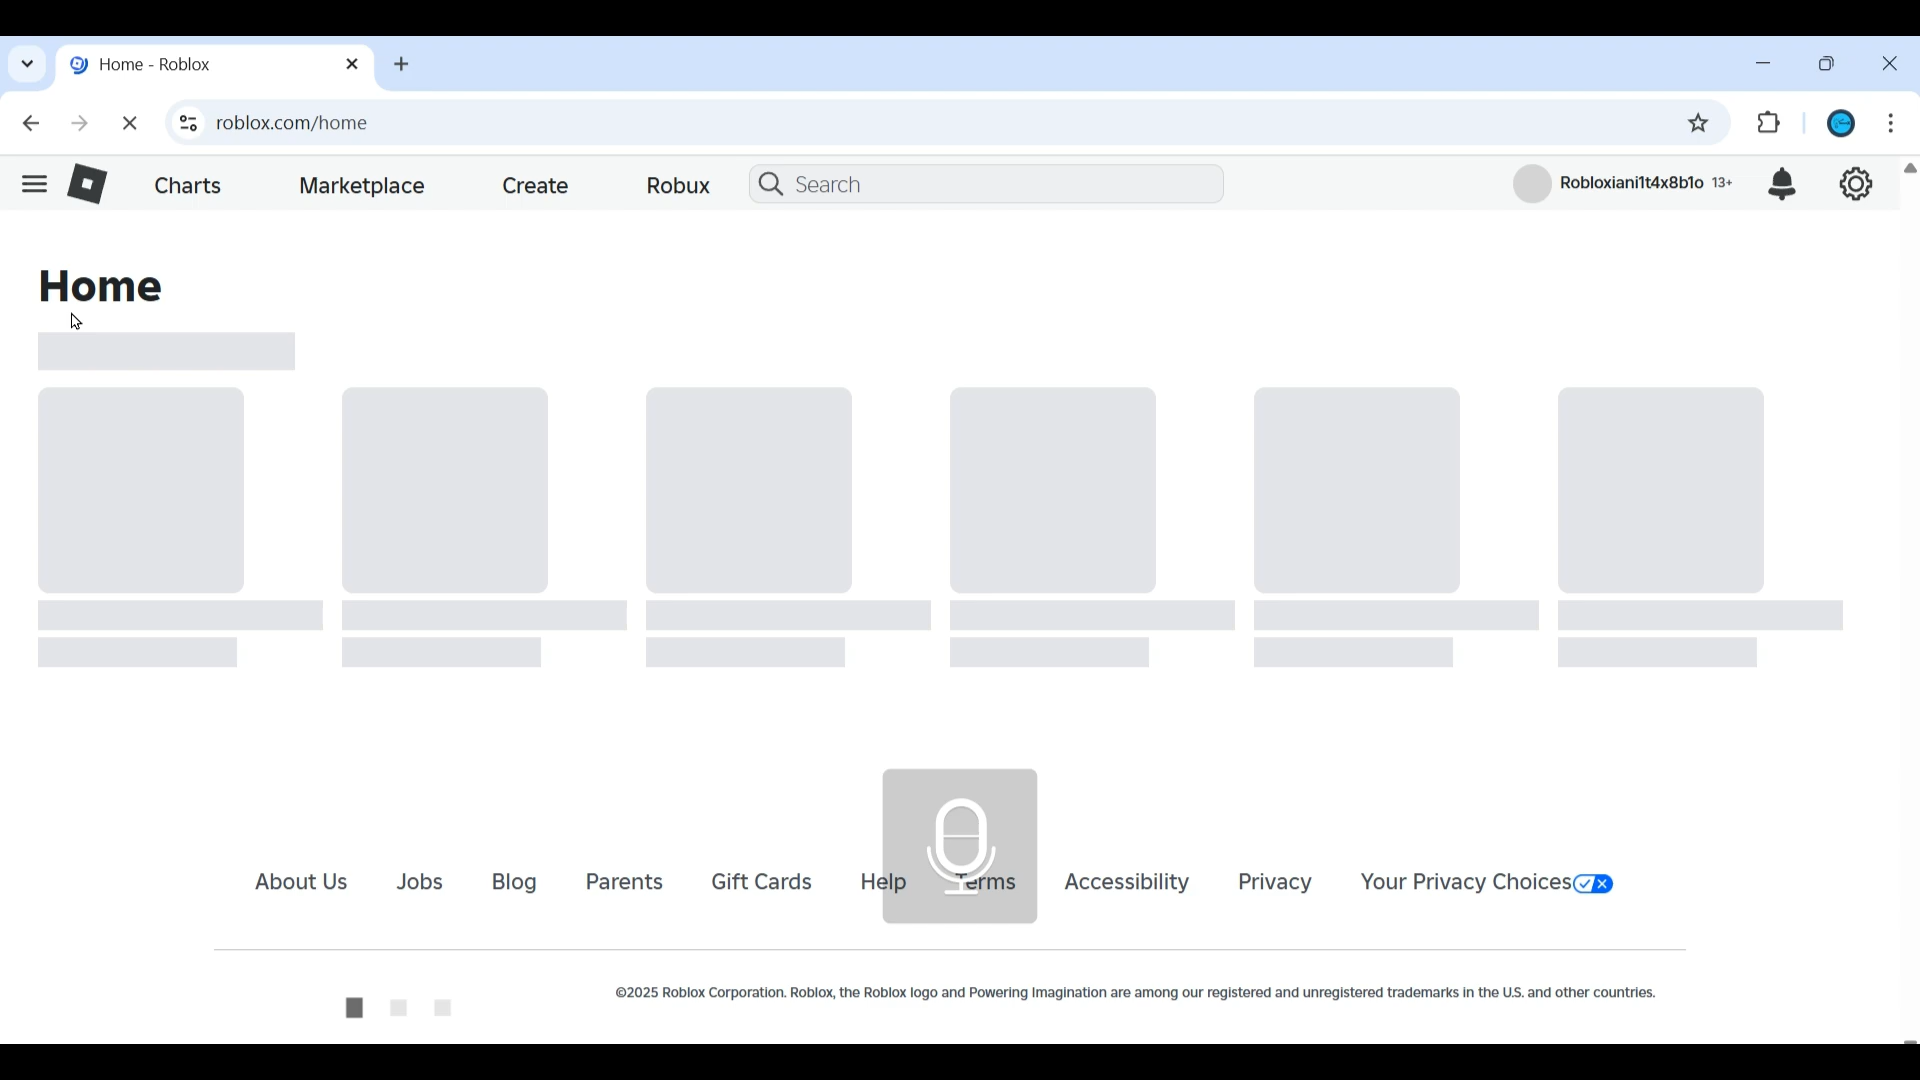 Home - Roblox
roblox.com/home
Charts Marketplace Create Robux Search Robloxiani1t4x8b1o 13+
Home
About Us Jobs Blog Parents Gift Cards Help Terms Accessibility Privacy Your Privacy Choices
©2025 Roblox Corporation. Roblox, the Roblox logo and Powering Imagination are among our registered and unregistered trademarks in the U.S. and other countries.